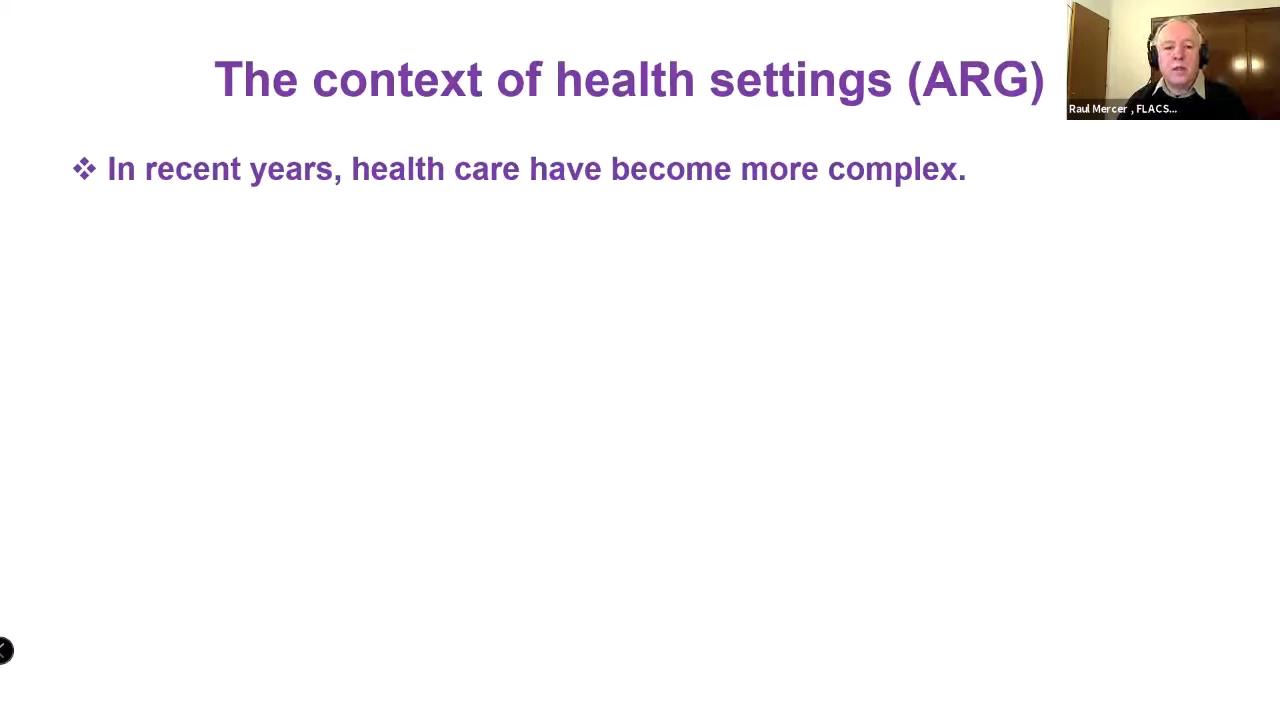 The context of health settings (ARG)
Raul Mercer , FLACS...
❖ In recent years, health care have become more complex.